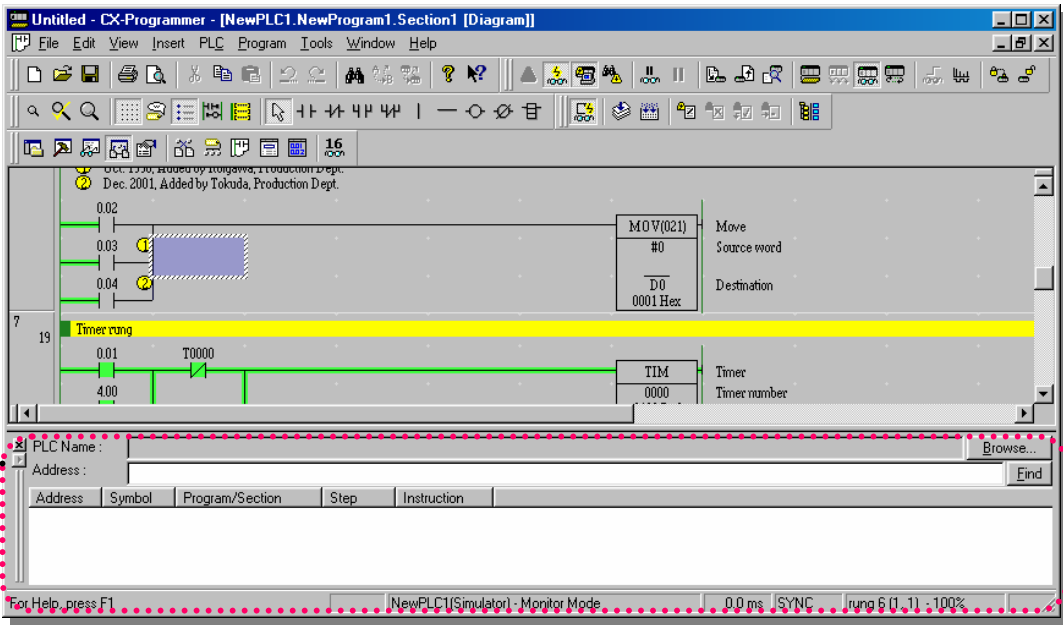 Untitled - CX-Programmer - [NewPLC1.NewProgram1.Section1 [Diagram]]
File Edit View Insert PLC Program Tools Window Help
16
Dec. 2001, Added by Tokuda, Production Dept.
2
0.02
MOV(021) Move
0.03 1 #0 Source word
0.04 2 D0 Destination
0001 Hex
7
19 Timer rung
0.01 T0000
TIM Timer
4.00 0000 Timer number
PLC Name : Browse...
Address : Find
Address Symbol Program/Section Step Instruction
For Help, press F1 NewPLC1(Simulator) - Monitor Mode 0.0 ms SYNC rung 6 (1, 1) - 100%